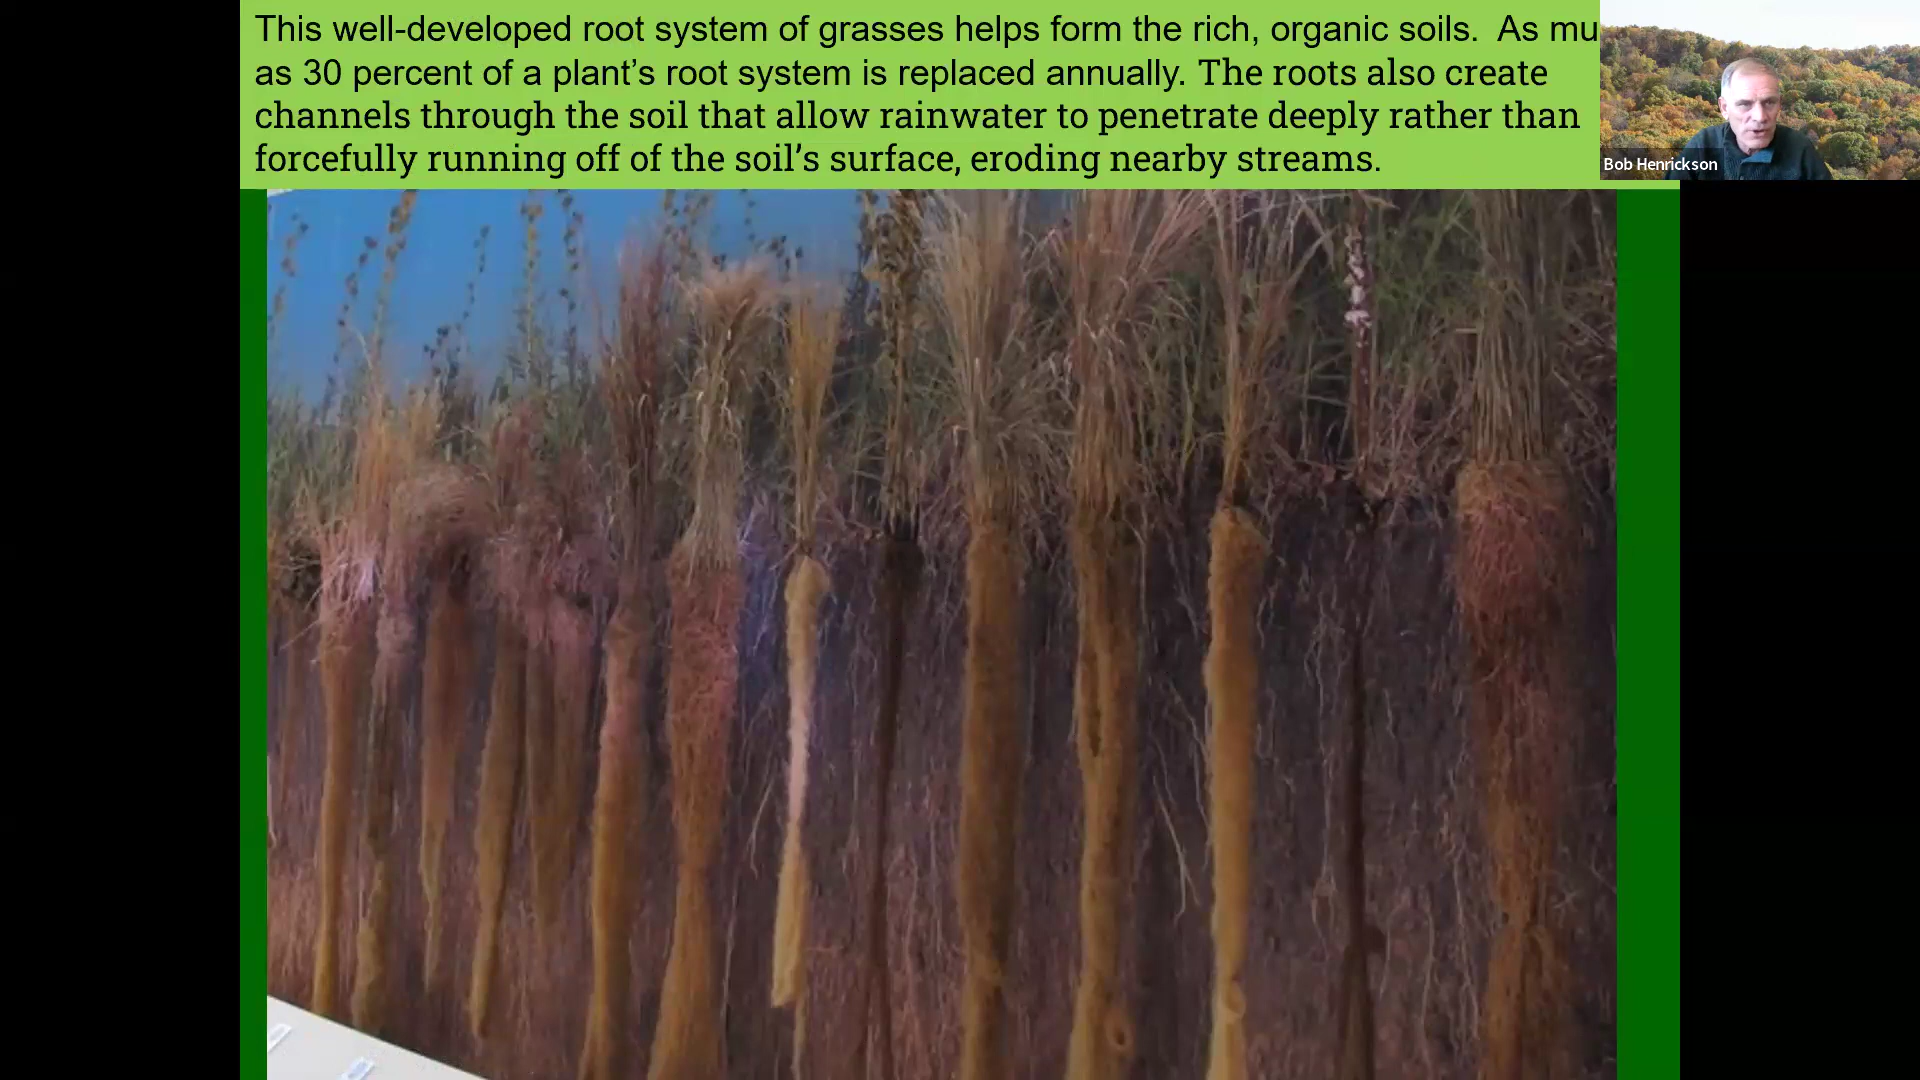 This well-developed root system of grasses helps form the rich, organic soils.  As mu
as 30 percent of a plant’s root system is replaced annually. The roots also create
channels through the soil that allow rainwater to penetrate deeply rather than
forcefully running off of the soil’s surface, eroding nearby streams.
Bob Henrickson